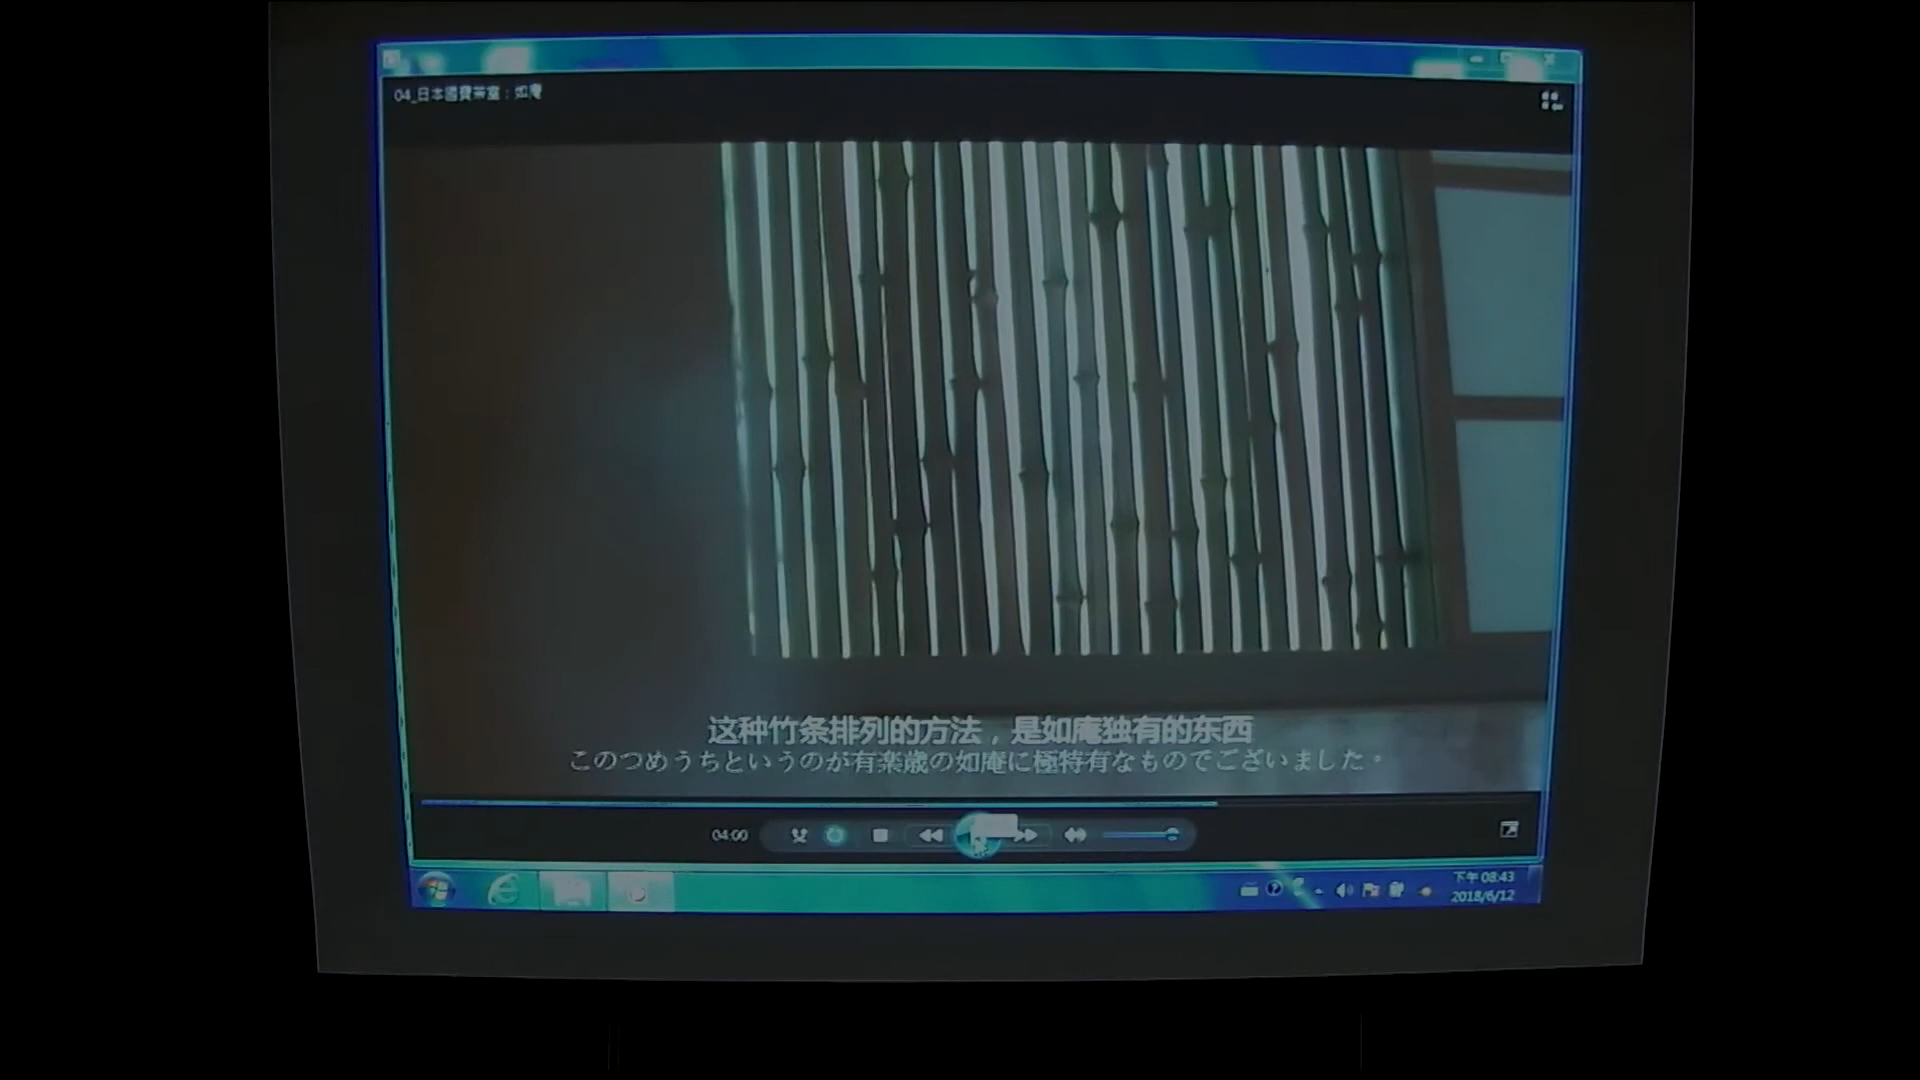 04_日本國寶茶室：如庵
这种竹条排列的方法，是如庵独有的东西
このつめうちというのが有楽歳の如庵に極特有なものでございました。
04:00
下午 08:43
2018/6/12